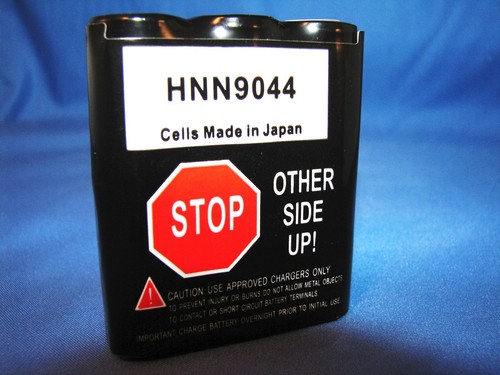 HNN9044
Cells Made in Japan
STOP
OTHER
SIDE
UP!
CAUTION USE APPROVED CHARGERS ONLY
TO PREVENT INJURY OR BURNS DO NOT ALLOW METAL OBJECTS
TO CONTACT OR SHORT CIRCUIT BATTERY TERMINALS
IMPORTANT CHARGE BATTERY OVERNIGHT PRIOR TO INITIAL USE